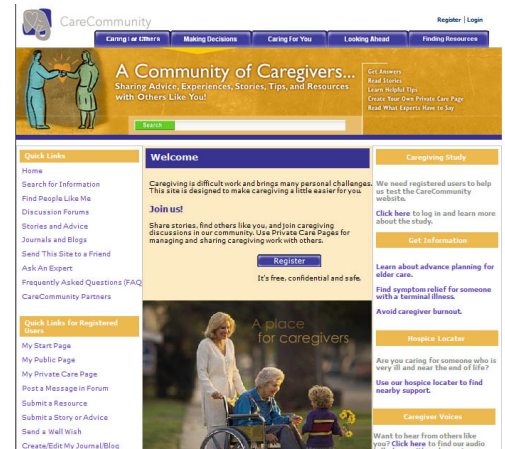 CareCommunity
Register | Login
Caring For Others
Making Decisions
Caring For You
Looking Ahead
Finding Resources
A Community of Caregivers...
Sharing Advice, Experiences, Stories, Tips, and Resources
with Others Like You!
Get Answers
Read Stories
Learn Helpful Tips
Create Your Own Private Care Page
Read What Experts Have to Say
Search
Quick Links
Home
Search for Information
Find People Like Me
Discussion Forums
Stories and Advice
Journals and Blogs
Send This Site to a Friend
Ask An Expert
Frequently Asked Questions (FAQ
CareCommunity Partners
Quick Links for Registered
Users
My Start Page
My Public Page
My Private Care Page
Post a Message in Forum
Submit a Resource
Submit a Story or Advice
Send a Well Wish
Create/Edit My Journal/Blog
Welcome
Caregiving is difficult work and brings many personal challenges.
This site is designed to make caregiving a little easier for you.
Join us!
Share stories, find others like you, and join caregiving
discussions in our community. Use Private Care Pages for
managing and sharing caregiving work with others.
Register
It's free, confidential and safe.
A place
for caregivers
Caregiving Study
We need registered users to help
us test the CareCommunity
website.
Click here to log in and learn more
about the study.
Get Information
Learn about advance planning for
elder care.
Find symptom relief for someone
with a terminal illness.
Avoid caregiver burnout.
Hospice Locater
Are you caring for someone who is
very ill and near the end of life?
Use our hospice locater to find
nearby support.
Caregiver Voices
Want to hear from others like
you? Click here to find our audio